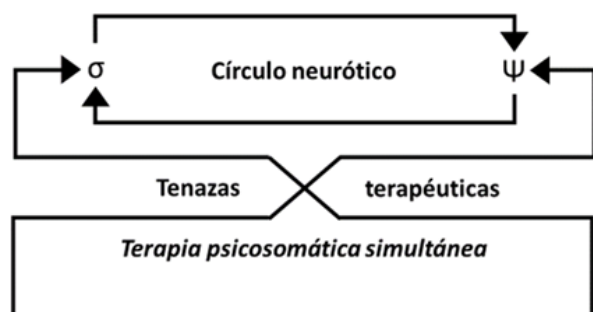 σ Círculo neurótico Ψ
Tenazas terapéuticas
Terapia psicosomática simultánea